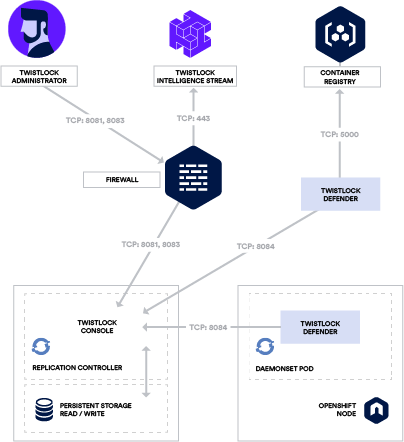 TWISTLOCK
ADMINISTRATOR
TWISTLOCK
INTELLIGENCE STREAM
CONTAINER
REGISTRY
TCP: 8081, 8083
TCP: 443
TCP: 5000
FIREWALL
TWISTLOCK
DEFENDER
TCP: 8081, 8083
TCP: 8084
TWISTLOCK
CONSOLE
TCP: 8084
TWISTLOCK
DEFENDER
REPLICATION CONTROLLER
DAEMONSET POD
PERSISTENT STORAGE
READ / WRITE
OPENSHIFT
NODE